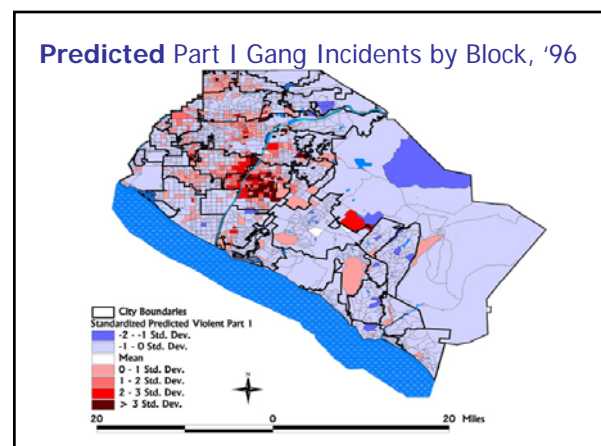 Predicted Part I Gang Incidents by Block, ‘96
N
City Boundaries
Standardized Predicted Violent Part 1
-2 - -1 Std. Dev.
-1 - 0 Std. Dev.
Mean
0 - 1 Std. Dev.
1 - 2 Std. Dev.
2 - 3 Std. Dev.
> 3 Std. Dev.
20 0 20 Miles